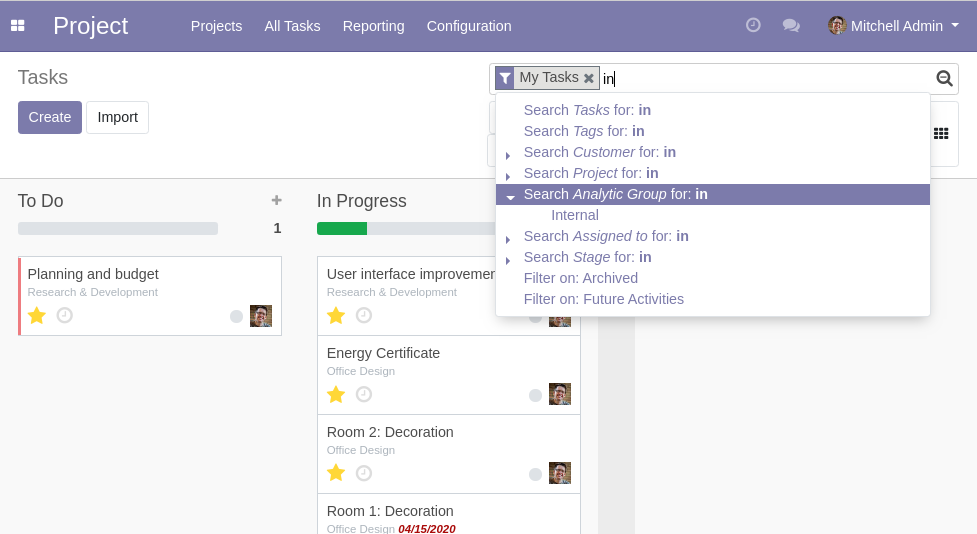 Project
Projects
All Tasks
Reporting
Configuration
Mitchell Admin
Tasks
My Tasks
in
Create
Import
Search Tasks for: in
Search Tags for: in
Search Customer for: in
Search Project for: in
Search Analytic Group for: in
Internal
Search Assigned to for: in
Search Stage for: in
Filter on: Archived
Filter on: Future Activities
To Do
1
Planning and budget
Research & Development
In Progress
User interface improvemen
Research & Development
Energy Certificate
Office Design
Room 2: Decoration
Office Design
Room 1: Decoration
Office Design 04/15/2020